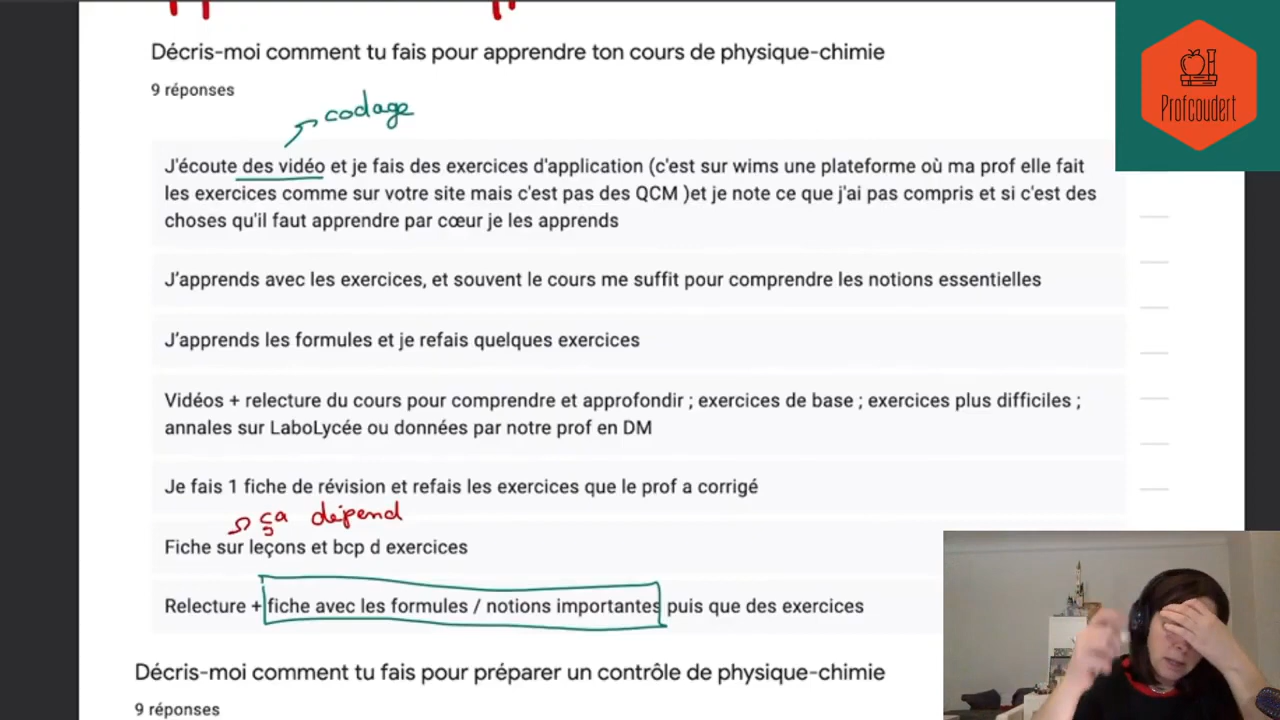 Décris-moi comment tu fais pour apprendre ton cours de physique-chimie
9 réponses
codage
J'écoute des vidéo et je fais des exercices d'application (c'est sur wims une plateforme où ma prof elle fait
les exercices comme sur votre site mais c'est pas des QCM )et je note ce que j'ai pas compris et si c'est des
choses qu'il faut apprendre par cœur je les apprends
J'apprends avec les exercices, et souvent le cours me suffit pour comprendre les notions essentielles
J'apprends les formules et je refais quelques exercices
Vidéos + relecture du cours pour comprendre et approfondir ; exercices de base ; exercices plus difficiles ;
annales sur LaboLycée ou données par notre prof en DM
Je fais 1 fiche de révision et refais les exercices que le prof a corrigé
ça dépend
Fiche sur leçons et bcp d exercices
Relecture + fiche avec les formules / notions importantes puis que des exercices
Décris-moi comment tu fais pour préparer un contrôle de physique-chimie
9 réponses
Profcoudert